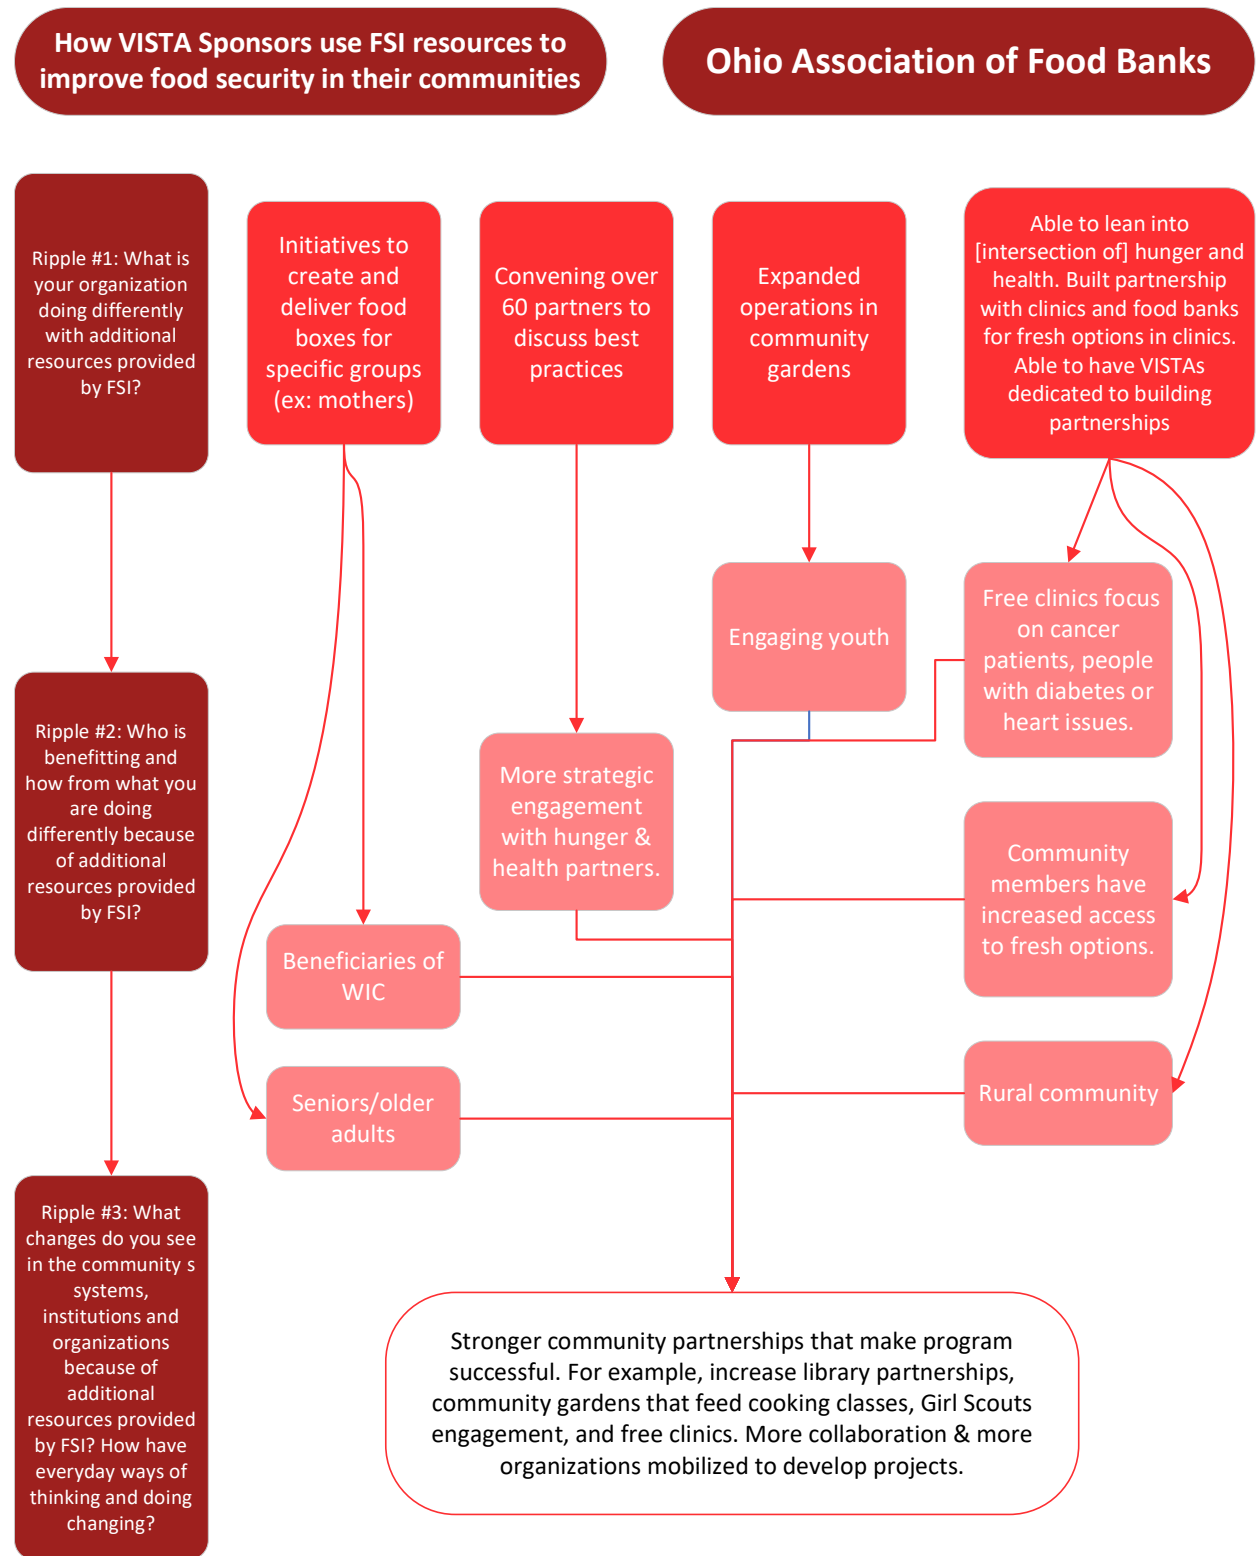 How VISTA Sponsors use FSI resources to
improve food security in their communities
Ohio Association of Food Banks
Ripple #1: What is
your organization
doing differently
with additional
resources provided
by FSI?
Initiatives to
create and
deliver food
boxes for
specific groups
(ex: mothers)
Convening over
60 partners to
discuss best
practices
Expanded
operations in
community
gardens
Able to lean into
[intersection of] hunger and
health. Built partnership
with clinics and food banks
for fresh options in clinics.
Able to have VISTAs
dedicated to building
partnerships
Ripple #2: Who is
benefitting and
how from what you
are doing
differently because
of additional
resources provided
by FSI?
Beneficiaries of
WIC
Seniors/older
adults
More strategic
engagement
with hunger &
health partners.
Engaging youth
Free clinics focus
on cancer
patients, people
with diabetes or
heart issues.
Community
members have
increased access
to fresh options.
Rural community
Ripple #3: What
changes do you see
in the community s
systems,
institutions and
organizations
because of
additional
resources provided
by FSI? How have
everyday ways of
thinking and doing
changing?
Stronger community partnerships that make program
successful. For example, increase library partnerships,
community gardens that feed cooking classes, Girl Scouts
engagement, and free clinics. More collaboration & more
organizations mobilized to develop projects.